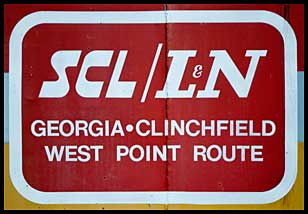 SCL/L&N
GEORGIA•CLINCHFIELD
WEST POINT ROUTE